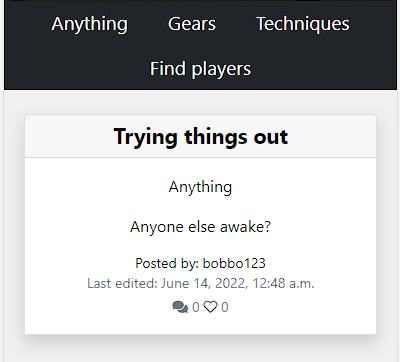 Anything Gears Techniques
Find players
Trying things out
Anything
Anyone else awake?
Posted by: bobbo123
Last edited: June 14, 2022, 12:48 a.m.
0 0